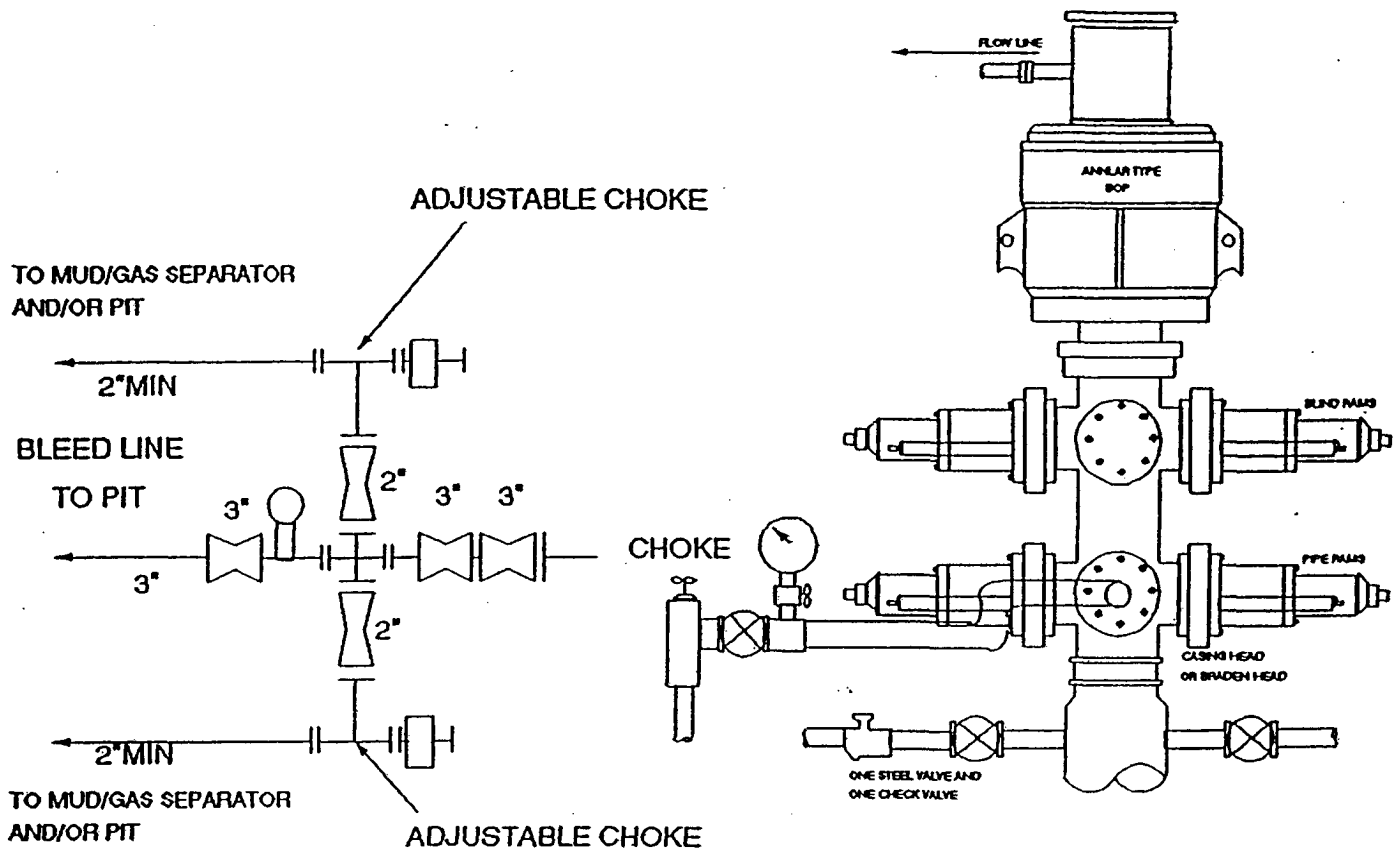 ADJUSTABLE CHOKE
TO MUD/GAS SEPARATOR
AND/OR PIT
2"MIN
BLEED LINE
TO PIT
2"
3"
3"
3"
3"
2"
2"MIN
TO MUD/GAS SEPARATOR
AND/OR PIT
ADJUSTABLE CHOKE
FLOW LINE
ANNLAR TYPE
BOP
BLIND RAMS
CHOKE
PIPE RAMS
CASING HEAD
OR BRADEN HEAD
ONE STEEL VALVE AND
ONE CHECK VALVE